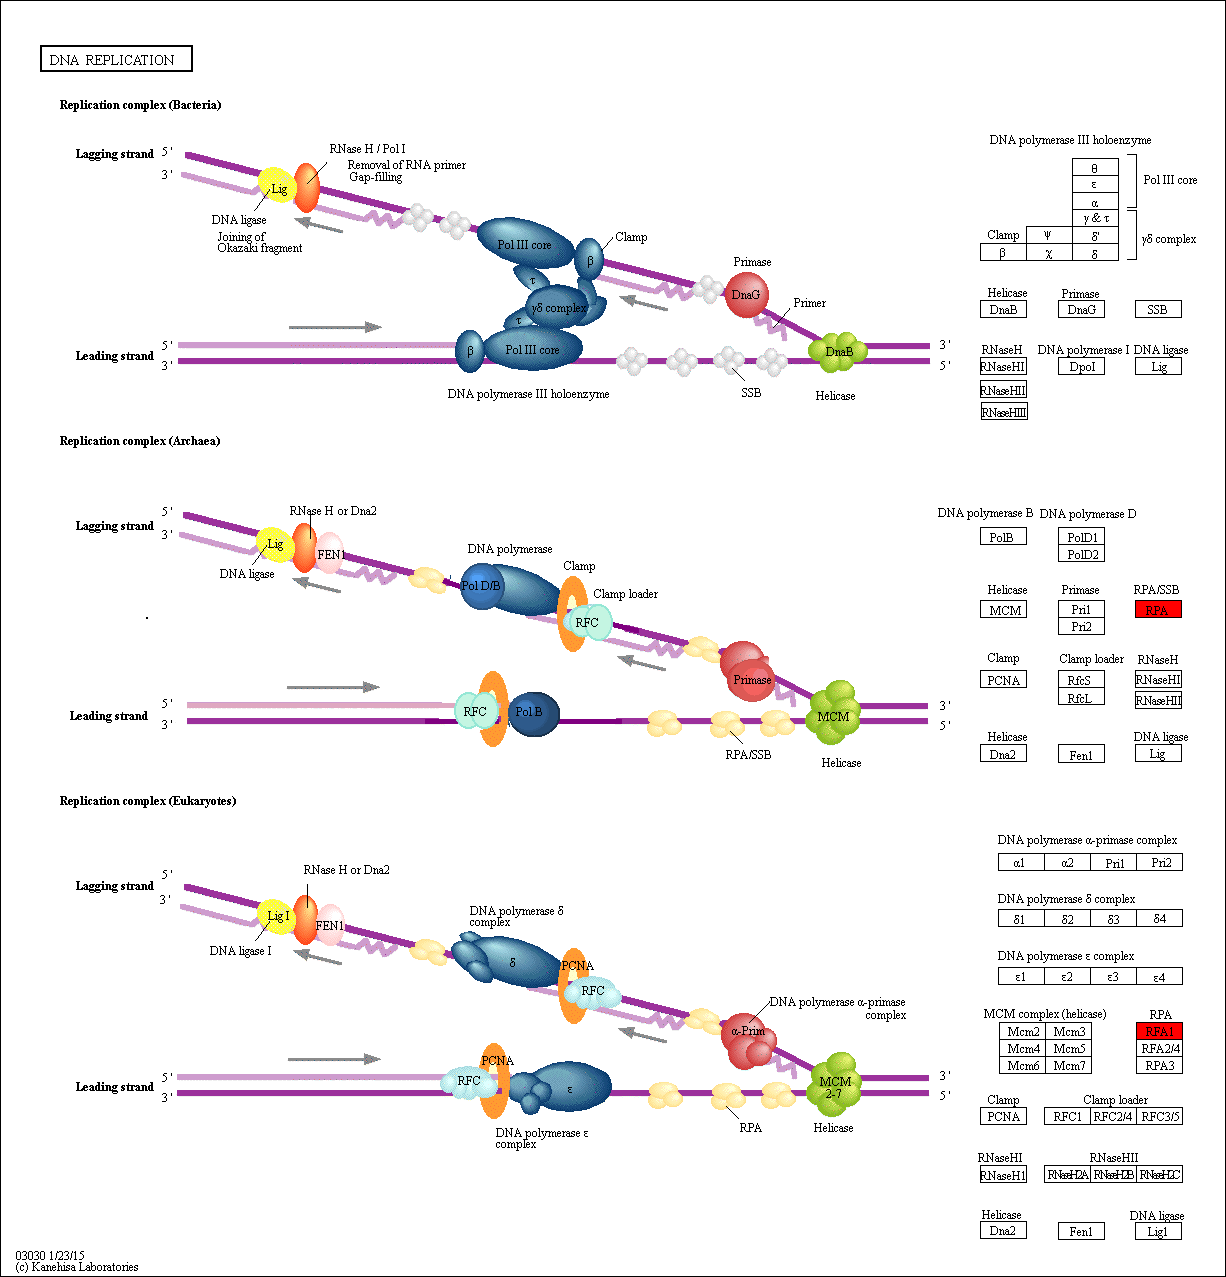 DNA REPLICATION
Replication complex (Bacteria)
Lagging strand
5'
3'
RNase H / Pol I
Removal of RNA primer
Gap-filling
Lig
DNA ligase
Joining of
Okazaki fragment
Pol III core
Clamp
β
τ
γδ complex
τ
Primase
DnaG
Primer
Leading strand
5'
3'
β
Pol III core
DnaB
3'
5'
DNA polymerase III holoenzyme
SSB
Helicase
DNA polymerase III holoenzyme
θ
ε
α
Pol III core
γ & τ
Clamp
ψ
δ'
γδ complex
β
χ
δ
Helicase
Primase
DnaB
DnaG
SSB
RNaseH
DNA polymerase I
DNA ligase
RNaseHI
DpoI
Lig
RNaseHII
RNaseHIII
Replication complex (Archaea)
Lagging strand
5'
3'
RNase H or Dna2
Lig
FEN1
DNA ligase
DNA polymerase
Pol D/B
Clamp
Clamp loader
RFC
Primase
Leading strand
RFC
Pol B
MCM
3'
5'
RPA/SSB
Helicase
DNA polymerase B
DNA polymerase D
PolB
PolD1
PolD2
Helicase
Primase
RPA/SSB
MCM
Pri1
RPA
Pri2
Clamp
Clamp loader
RNaseH
PCNA
RfcS
RNaseHI
RfcL
RNaseHII
Helicase
DNA ligase
Dna2
Fen1
Lig
Replication complex (Eukaryotes)
Lagging strand
5'
3'
RNase H or Dna2
Lig I
FEN1
DNA ligase I
DNA polymerase δ
complex
δ
PCNA
RFC
DNA polymerase α-primase
complex
α-Prim
Leading strand
5'
3'
PCNA
RFC
ε
MCM
2-7
3'
5'
DNA polymerase ε
complex
RPA
Helicase
DNA polymerase α-primase complex
α1
α2
Pri1
Pri2
DNA polymerase δ complex
δ1
δ2
δ3
δ4
DNA polymerase ε complex
ε1
ε2
ε3
ε4
MCM complex (helicase)
RPA
Mcm2
Mcm3
RFA1
Mcm4
Mcm5
RFA2/4
Mcm6
Mcm7
RPA3
Clamp
Clamp loader
PCNA
RFC1
RFC2/4
RFC3/5
RNaseHI
RNaseHII
RNaseH1
RNaseH2A
RNaseH2B
RNaseH2C
Helicase
DNA ligase
Dna2
Fen1
Lig1
03030 1/23/15
(c) Kanehisa Laboratories